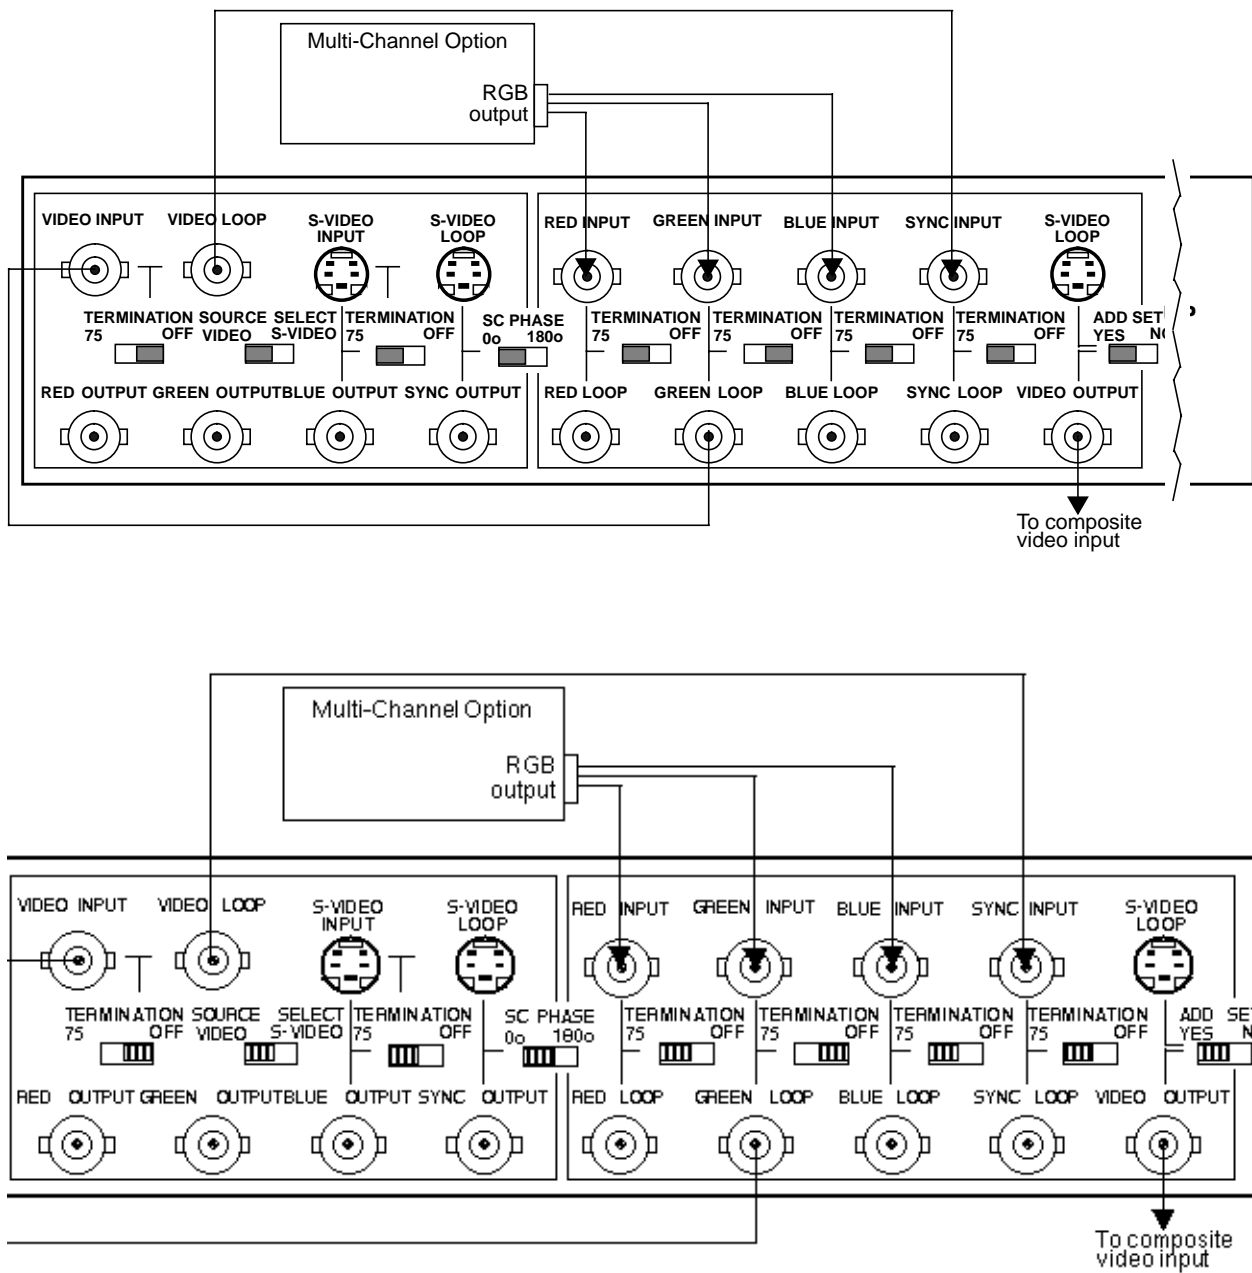 Multi-Channel Option
RGB
output
VIDEO INPUT VIDEO LOOP S-VIDEO INPUT S-VIDEO LOOP RED INPUT GREEN INPUT BLUE INPUT SYNC INPUT S-VIDEO LOOP
TERMINATION SOURCE SELECT TERMINATION SC PHASE TERMINATION TERMINATION TERMINATION TERMINATION ADD SET
75 OFF VIDEO S-VIDEO 75 OFF 0o 180o 75 OFF 75 OFF 75 OFF 75 OFF YES
RED OUTPUT GREEN OUTPUT BLUE OUTPUT SYNC OUTPUT RED LOOP GREEN LOOP BLUE LOOP SYNC LOOP VIDEO OUTPUT
To composite
video input
Multi-Channel Option
RGB
output
VIDEO INPUT VIDEO LOOP S-VIDEO INPUT S-VIDEO LOOP RED INPUT GREEN INPUT BLUE INPUT SYNC INPUT S-VIDEO LOOP
TERMINATION SOURCE SELECT TERMINATION SC PHASE TERMINATION TERMINATION TERMINATION TERMINATION ADD SE
75 OFF VIDEO S-VIDEO 75 OFF 0o 180o 75 OFF 75 OFF 75 OFF 75 OFF YES N
RED OUTPUT GREEN OUTPUT BLUE OUTPUT SYNC OUTPUT RED LOOP GREEN LOOP BLUE LOOP SYNC LOOP VIDEO OUTPUT
To composite
video input